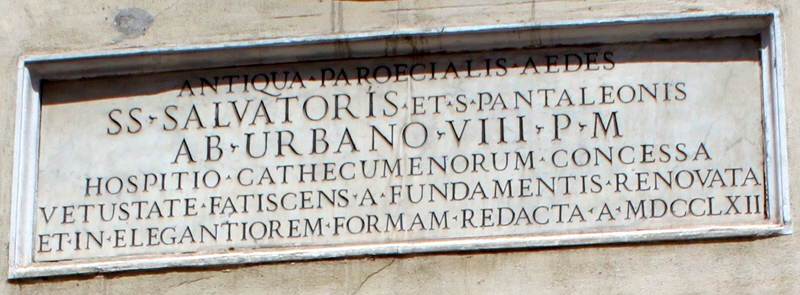 ANTIQUA·PAROECIALIS·AEDES
SS·SALVATORIS·ET·S·PANTALEONIS
AB·URBANO·VIII·P·M
HOSPITIO·CATHECUMENORUM·CONCESSA
VETUSTATE·FATISCENS·A·FUNDAMENTIS·RENOVATA
ET·IN·ELEGANTIOREM·FORMAM·REDACTA·A·MDCCLXII